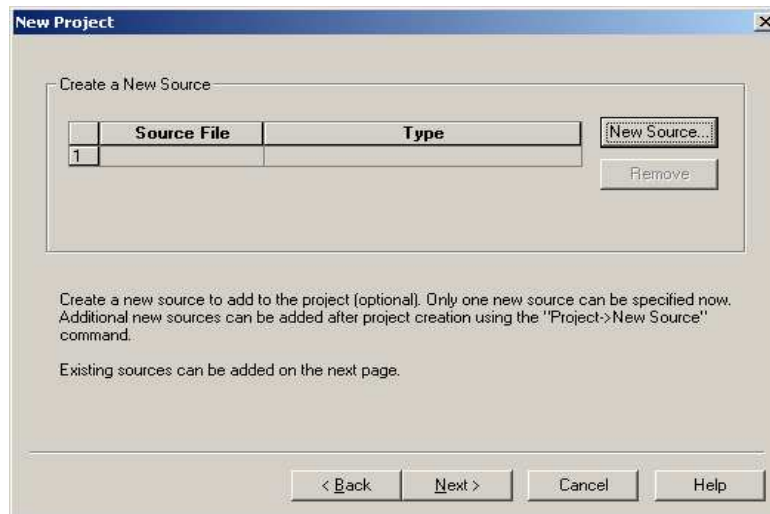 New Project
Create a New Source
Source File Type
New Source...
1
Remove
Create a new source to add to the project (optional). Only one new source can be specified now.
Additional new sources can be added after project creation using the "Project->New Source"
command.
Existing sources can be added on the next page.
< Back Next > Cancel Help